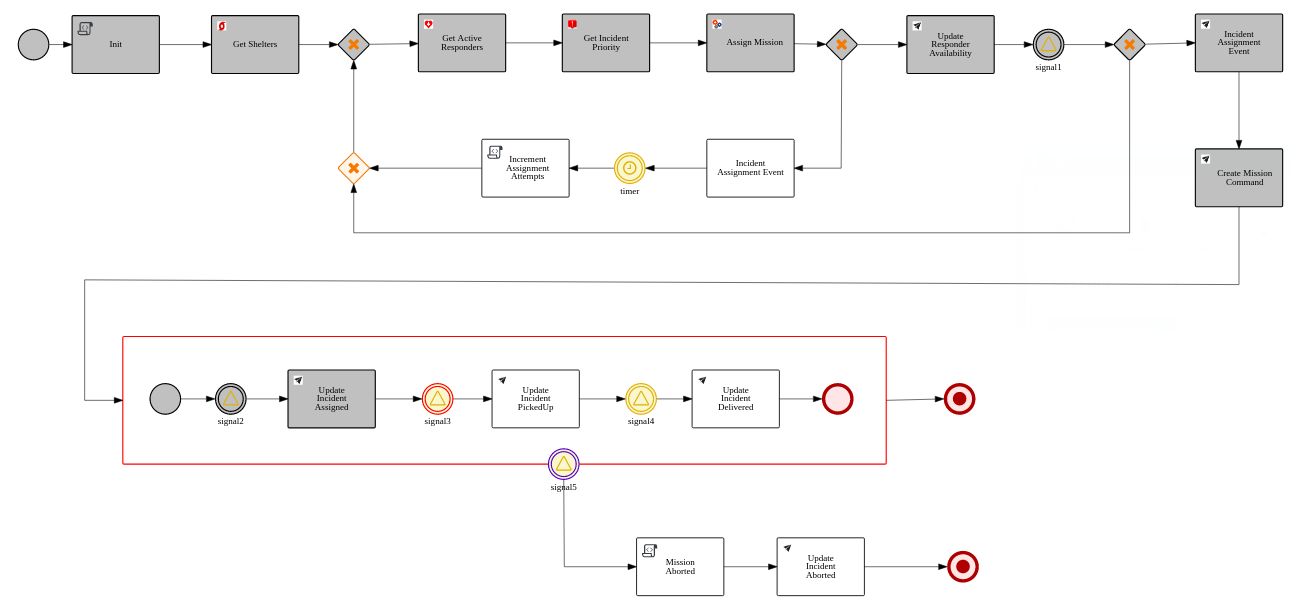 Init
Get Shelters
Get Active
Responders
Get Incident
Priority
Assign Mission
Update
Responder
Availability
signal1
Incident
Assignment
Event
Increment
Assignment
Attempts
timer
Incident
Assignment Event
Create Mission
Command
signal2
Update
Incident
Assigned
signal3
Update
Incident
PickedUp
signal4
Update
Incident
Delivered
signal5
Mission
Aborted
Update
Incident
Aborted